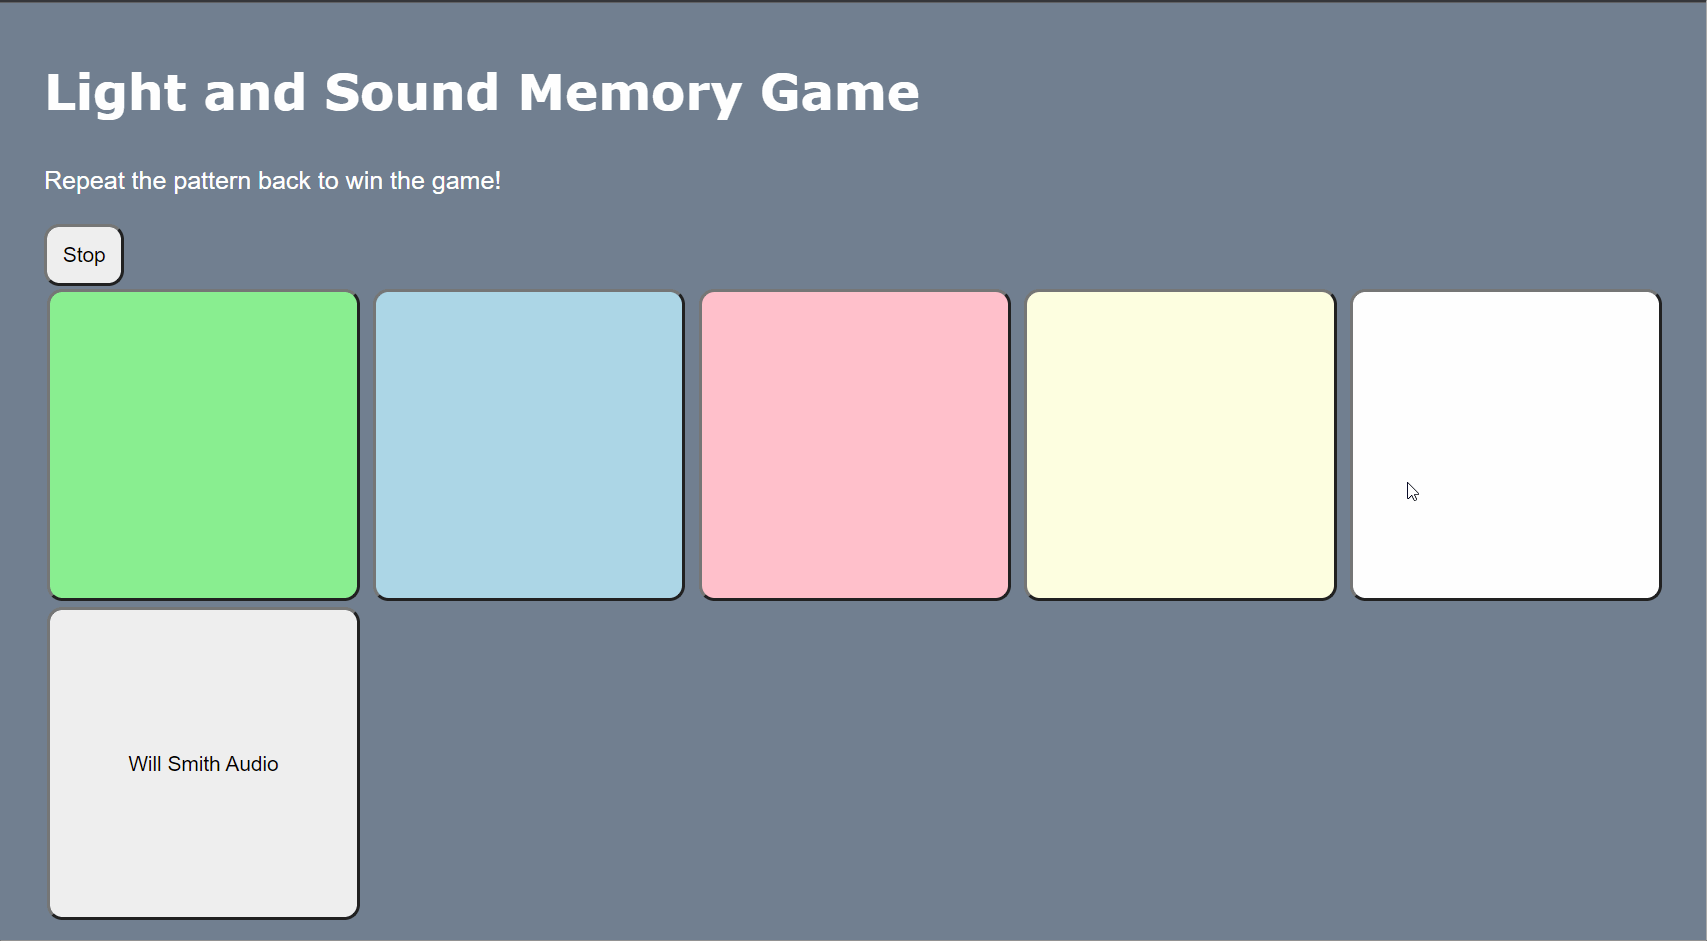 Light and Sound Memory Game
Repeat the pattern back to win the game!
Stop
Will Smith Audio